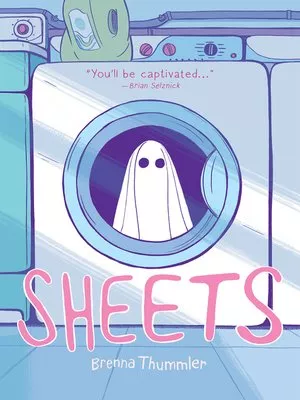 "You'll be captivated..."
—Brian Selznick
SHEETS
Brenna Thummler